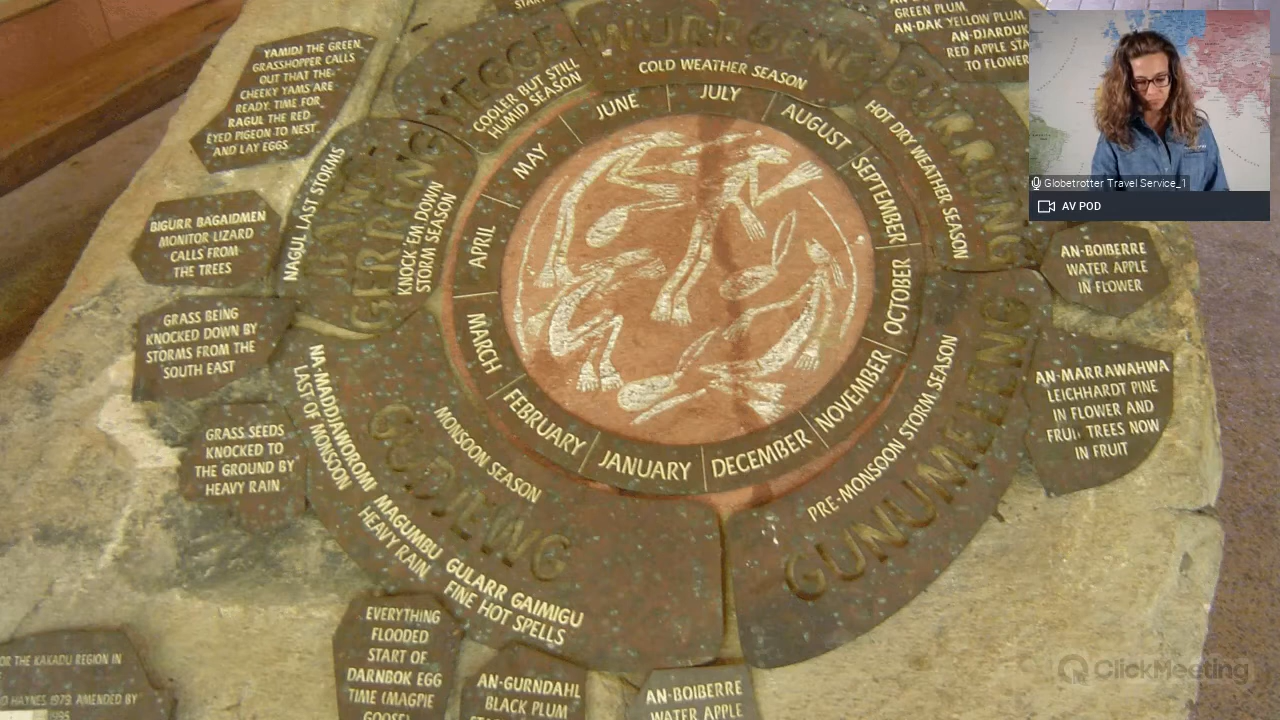 START
YAMIDJ THE GREEN
GRASSHOPPER CALLS
OUT THAT THE
CHEEKY YAMS ARE
READY. TIME FOR
RAGUL THE RED
EYED PIGEON TO NEST
AND LAY EGGS
BIGURR BAGAIDMEN
MONITOR LIZARD
CALLS FROM
THE TREES
GRASS BEING
KNOCKED DOWN BY
STORMS FROM THE
SOUTH EAST
GRASS SEEDS
KNOCKED TO
THE GROUND BY
HEAVY RAIN
YEGGE
COOLER BUT STILL
HUMID SEASON
WURRGENG
COLD WEATHER SEASON
HOT DRY WEATHER SEASON
NAGUL LAST STORMS
GERRENG
KNOCK 'EM DOWN
STORM SEASON
JANUARY
FEBRUARY
MARCH
APRIL
MAY
JUNE
JULY
AUGUST
SEPTEMBER
OCTOBER
NOVEMBER
DECEMBER
MONSOON SEASON
GUDJEWG
NA-MADDJAWOROMI
LAST OF MONSOON
MAGUMBU
HEAVY RAIN
GULARR GAIMIGU
FINE HOT SPELLS
PRE-MONSOON STORM SEASON
GUNUMELENG
GREEN PLUM
AN-DAK YELLOW PLUM
AN-DJARDUK
RED APPLE STA
TO FLOWER
AN-BOIBERRE
WATER APPLE
IN FLOWER
AN-MARRAWAHWA
LEICHHARDT PINE
IN FLOWER AND
FRUIT TREES NOW
IN FRUIT
EVERYTHING
FLOODED
START OF
DARNBOK EGG
TIME (MAGPIE
GOOSE)
AN-GURNDAHL
BLACK PLUM
AN-BOIBERRE
WATER APPLE
OR THE KAKADU REGION IN
HAYNES 1979. AMENDED BY
1995
Globetrotter Travel Service_1
AV POD
ClickMeeting